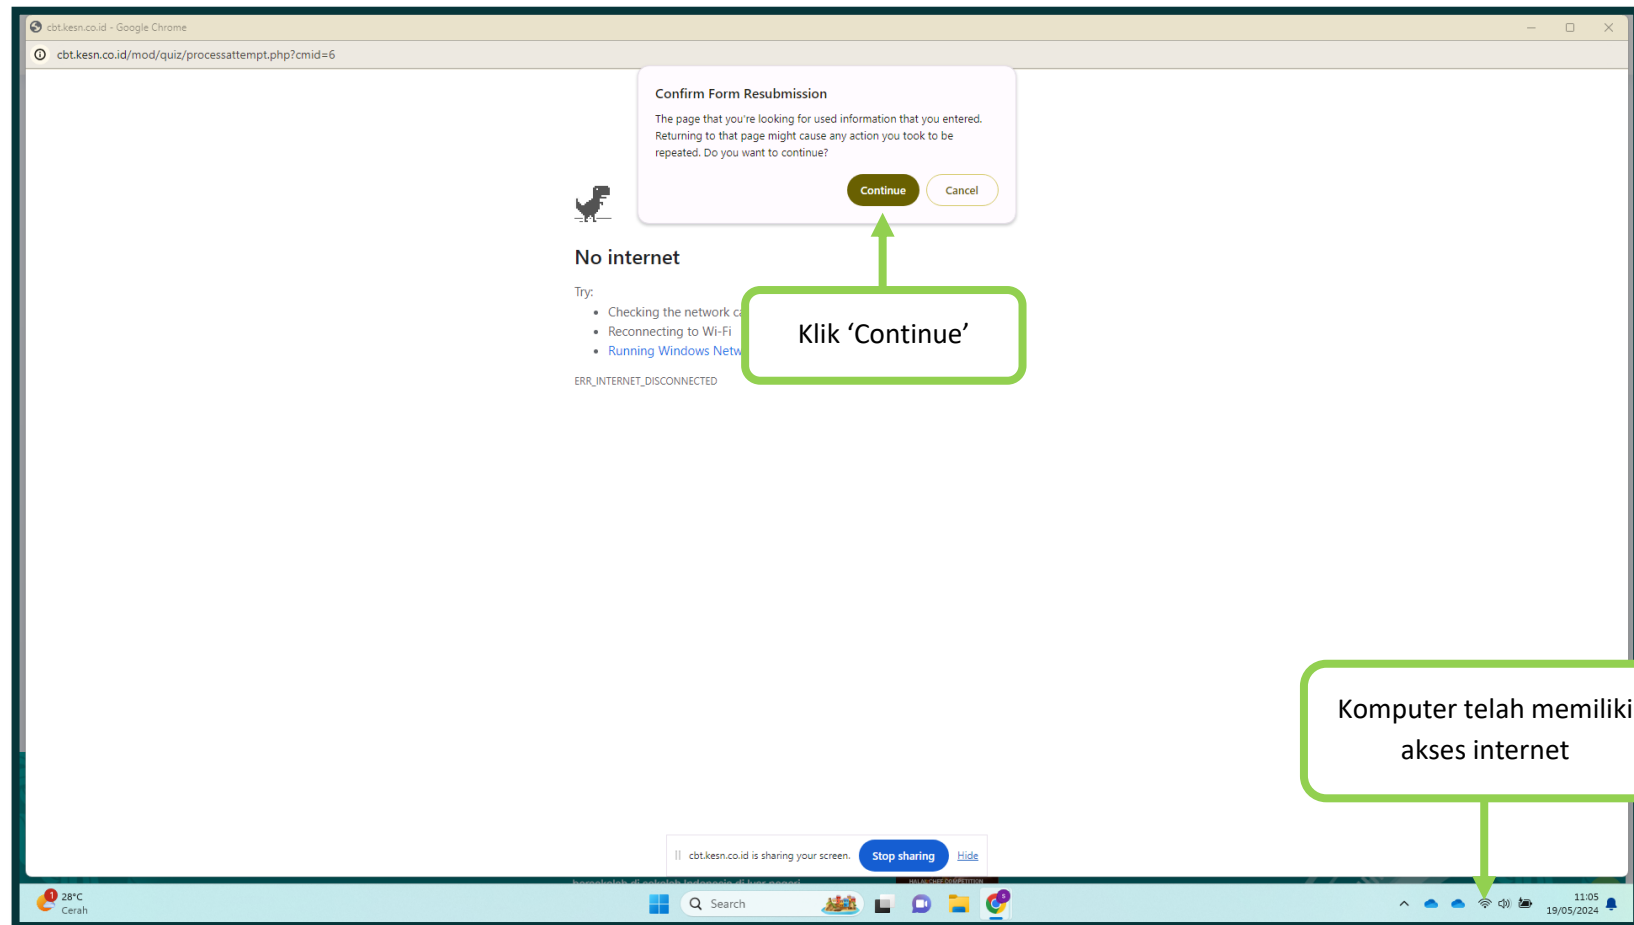 cbt.kesn.co.id - Google Chrome
cbt.kesn.co.id/mod/quiz/processattempt.php?cmid=6
Confirm Form Resubmission
The page that you're looking for used information that you entered.
Returning to that page might cause any action you took to be
repeated. Do you want to continue?
Continue
Cancel
No internet
Try:
• Checking the network ca
• Reconnecting to Wi-Fi
• Running Windows Netw
ERR_INTERNET_DISCONNECTED
Klik ‘Continue’
Komputer telah memiliki
akses internet
cbt.kesn.co.id is sharing your screen.
Stop sharing
Hide
1
28°C
Cerah
Search
11:05
19/05/2024